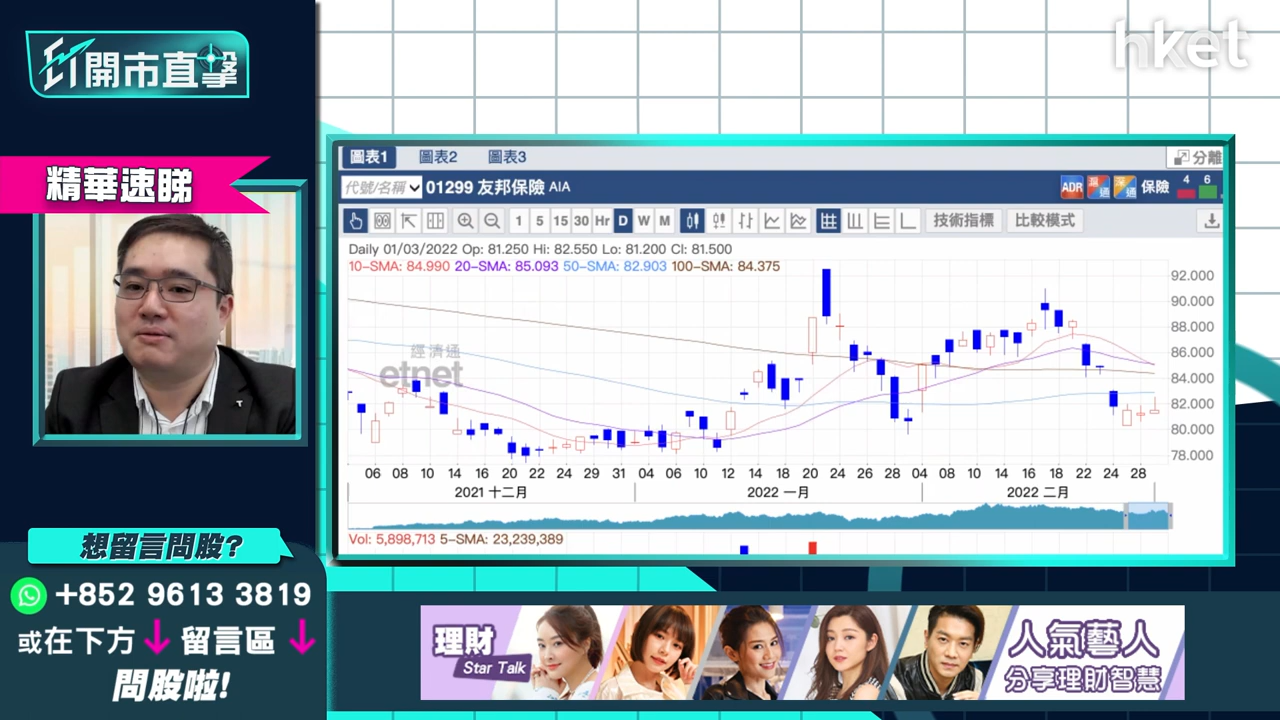 hket
ET開市直擊
精華速睇
圖表1 圖表2 圖表3 分離
代號/名稱 01299 友邦保險 AIA ADR 保險 4 6
1 5 15 30 Hr D W M 技術指標 比較模式
Daily 01/03/2022 Op: 81.250 Hi: 82.550 Lo: 81.200 Cl: 81.500
10-SMA: 84.990 20-SMA: 85.093 50-SMA: 82.903 100-SMA: 84.375
92.000
90.000
88.000
86.000
84.000
82.000
80.000
78.000
經濟通
etnet
06 08 10 14 16 20 22 24 29 31 04 06 10 12 14 18 20 24 26 28 04 08 10 14 16 18 22 24 28
2021 十二月 2022 一月 2022 二月
Vol: 5,898,713 5-SMA: 23,239,389
想留言問股?
+852 9613 3819
或在下方 留言區
問股啦!
理財
Star Talk
人氣藝人
分享理財智慧